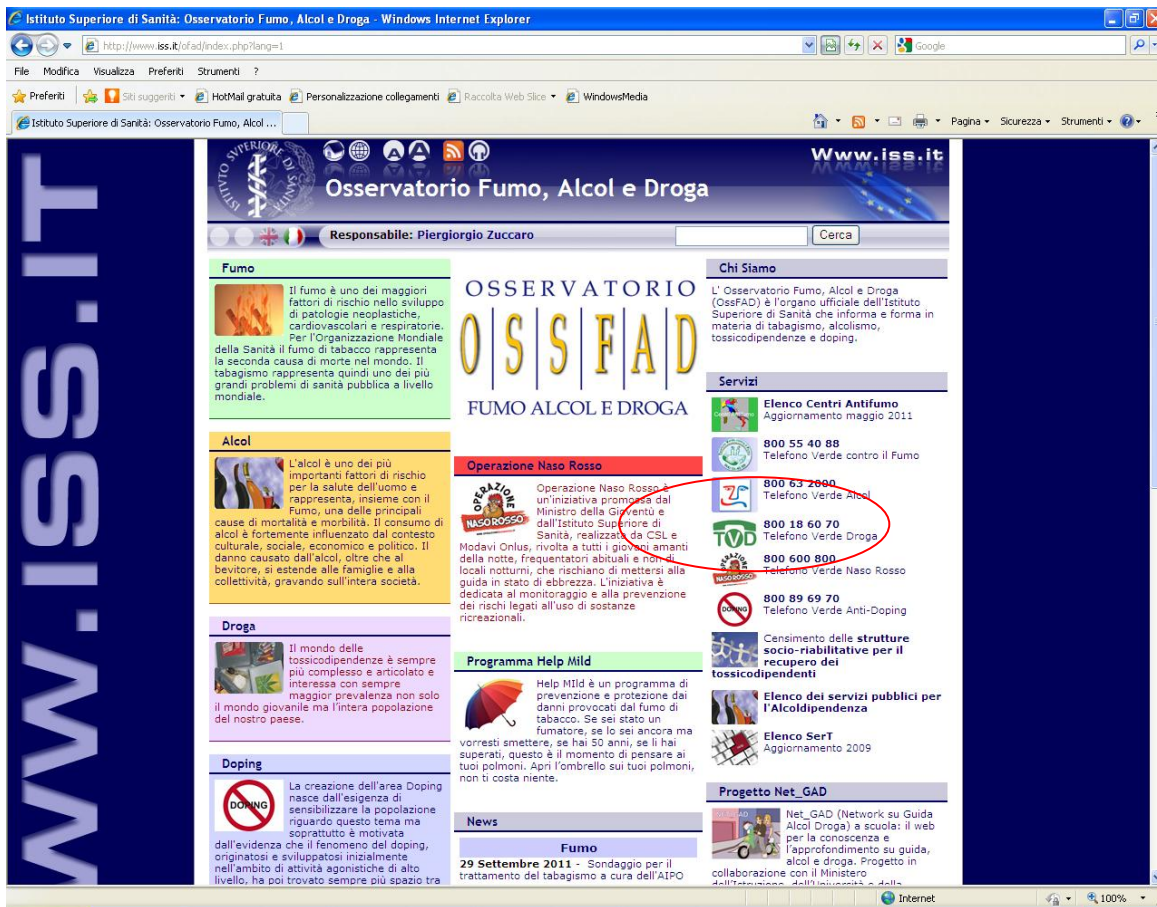 Istituto Superiore di Sanità: Osservatorio Fumo, Alcol e Droga - Windows Internet Explorer
http://www.iss.it/ofad/index.php?lang=1
Google
File Modifica Visualizza Preferiti Strumenti ?
Preferiti Siti suggeriti HotMail gratuita Personalizzazione collegamenti Raccolta Web Slice WindowsMedia
Istituto Superiore di Sanità: Osservatorio Fumo, Alcol ...
Pagina Sicurezza Strumenti
WWW.ISS.IT
ISTITUTO SUPERIORE DI SANITÀ
Www.iss.it
Osservatorio Fumo, Alcol e Droga
Responsabile: Piergiorgio Zuccaro
Cerca
Fumo
Il fumo è uno dei maggiori
fattori di rischio nello sviluppo
di patologie neoplastiche,
cardiovascolari e respiratorie.
Per l'Organizzazione Mondiale
della Sanità il fumo di tabacco rappresenta
la seconda causa di morte nel mondo. Il
tabagismo rappresenta quindi uno dei più
grandi problemi di sanità pubblica a livello
mondiale.
Alcol
L'alcol è uno dei più
importanti fattori di rischio
per la salute dell'uomo e
rappresenta, insieme con il
Fumo, una delle principali
cause di mortalità e morbilità. Il consumo di
alcol è fortemente influenzato dal contesto
culturale, sociale, economico e politico. Il
danno causato dall'alcol, oltre che al
bevitore, si estende alle famiglie e alla
collettività, gravando sull'intera società.
Droga
Il mondo delle
tossicodipendenze è sempre
più complesso e articolato e
interessa con sempre
maggior prevalenza non solo
il mondo giovanile ma l'intera popolazione
del nostro paese.
Doping
DOPING
La creazione dell'area Doping
nasce dall'esigenza di
sensibilizzare la popolazione
riguardo questo tema ma
soprattutto è motivata
dall'evidenza che il fenomeno del doping,
originatosi e sviluppatosi inizialmente
nell'ambito di attività agonistiche di alto
livello, ha poi trovato sempre più spazio tra
OSSERVATORIO
O|S|S|F|A|D
FUMO ALCOL E DROGA
Operazione Naso Rosso
OPERAZIONE
NASOROSSO
Operazione Naso Rosso è
un'iniziativa promossa dal
Ministro della Gioventù e
dall'Istituto Superiore di
Sanità, realizzata da CSL e
Modavi Onlus, rivolta a tutti i giovani amanti
della notte, frequentatori abituali e non di
locali notturni, che rischiano di mettersi alla
guida in stato di ebbrezza. L'iniziativa è
dedicata al monitoraggio e alla prevenzione
dei rischi legati all'uso di sostanze
ricreazionali.
Programma Help Mild
Help MIld è un programma di
prevenzione e protezione dai
danni provocati dal fumo di
tabacco. Se sei stato un
fumatore, se lo sei ancora ma
vorresti smettere, se hai 50 anni, se li hai
superati, questo è il momento di pensare ai
tuoi polmoni. Apri l'ombrello sui tuoi polmoni,
non ti costa niente.
News
Fumo
29 Settembre 2011 - Sondaggio per il
trattamento del tabagismo a cura dell'AIPO
Chi Siamo
L' Osservatorio Fumo, Alcol e Droga
(OssFAD) è l'organo ufficiale dell'Istituto
Superiore di Sanità che informa e forma in
materia di tabagismo, alcolismo,
tossicodipendenze e doping.
Servizi
Elenco Centri Antifumo
Aggiornamento maggio 2011
800 55 40 88
Telefono Verde contro il Fumo
800 63 2000
Telefono Verde Alcol
TVD
800 18 60 70
Telefono Verde Droga
OPERAZIONE
NASOROSSO
800 600 800
Telefono Verde Naso Rosso
DOPING
800 89 69 70
Telefono Verde Anti-Doping
Censimento delle strutture
socio-riabilitative per il
recupero dei
tossicodipendenti
Elenco dei servizi pubblici per
l'Alcoldipendenza
Elenco SerT
Aggiornamento 2009
Progetto Net_GAD
Net_GAD (Network su Guida
Alcol Droga) a scuola: il web
per la conoscenza e
l'approfondimento su guida,
alcol e droga. Progetto in
collaborazione con il Ministero
dell'Istruzione, dell'Università e della
Internet
100%